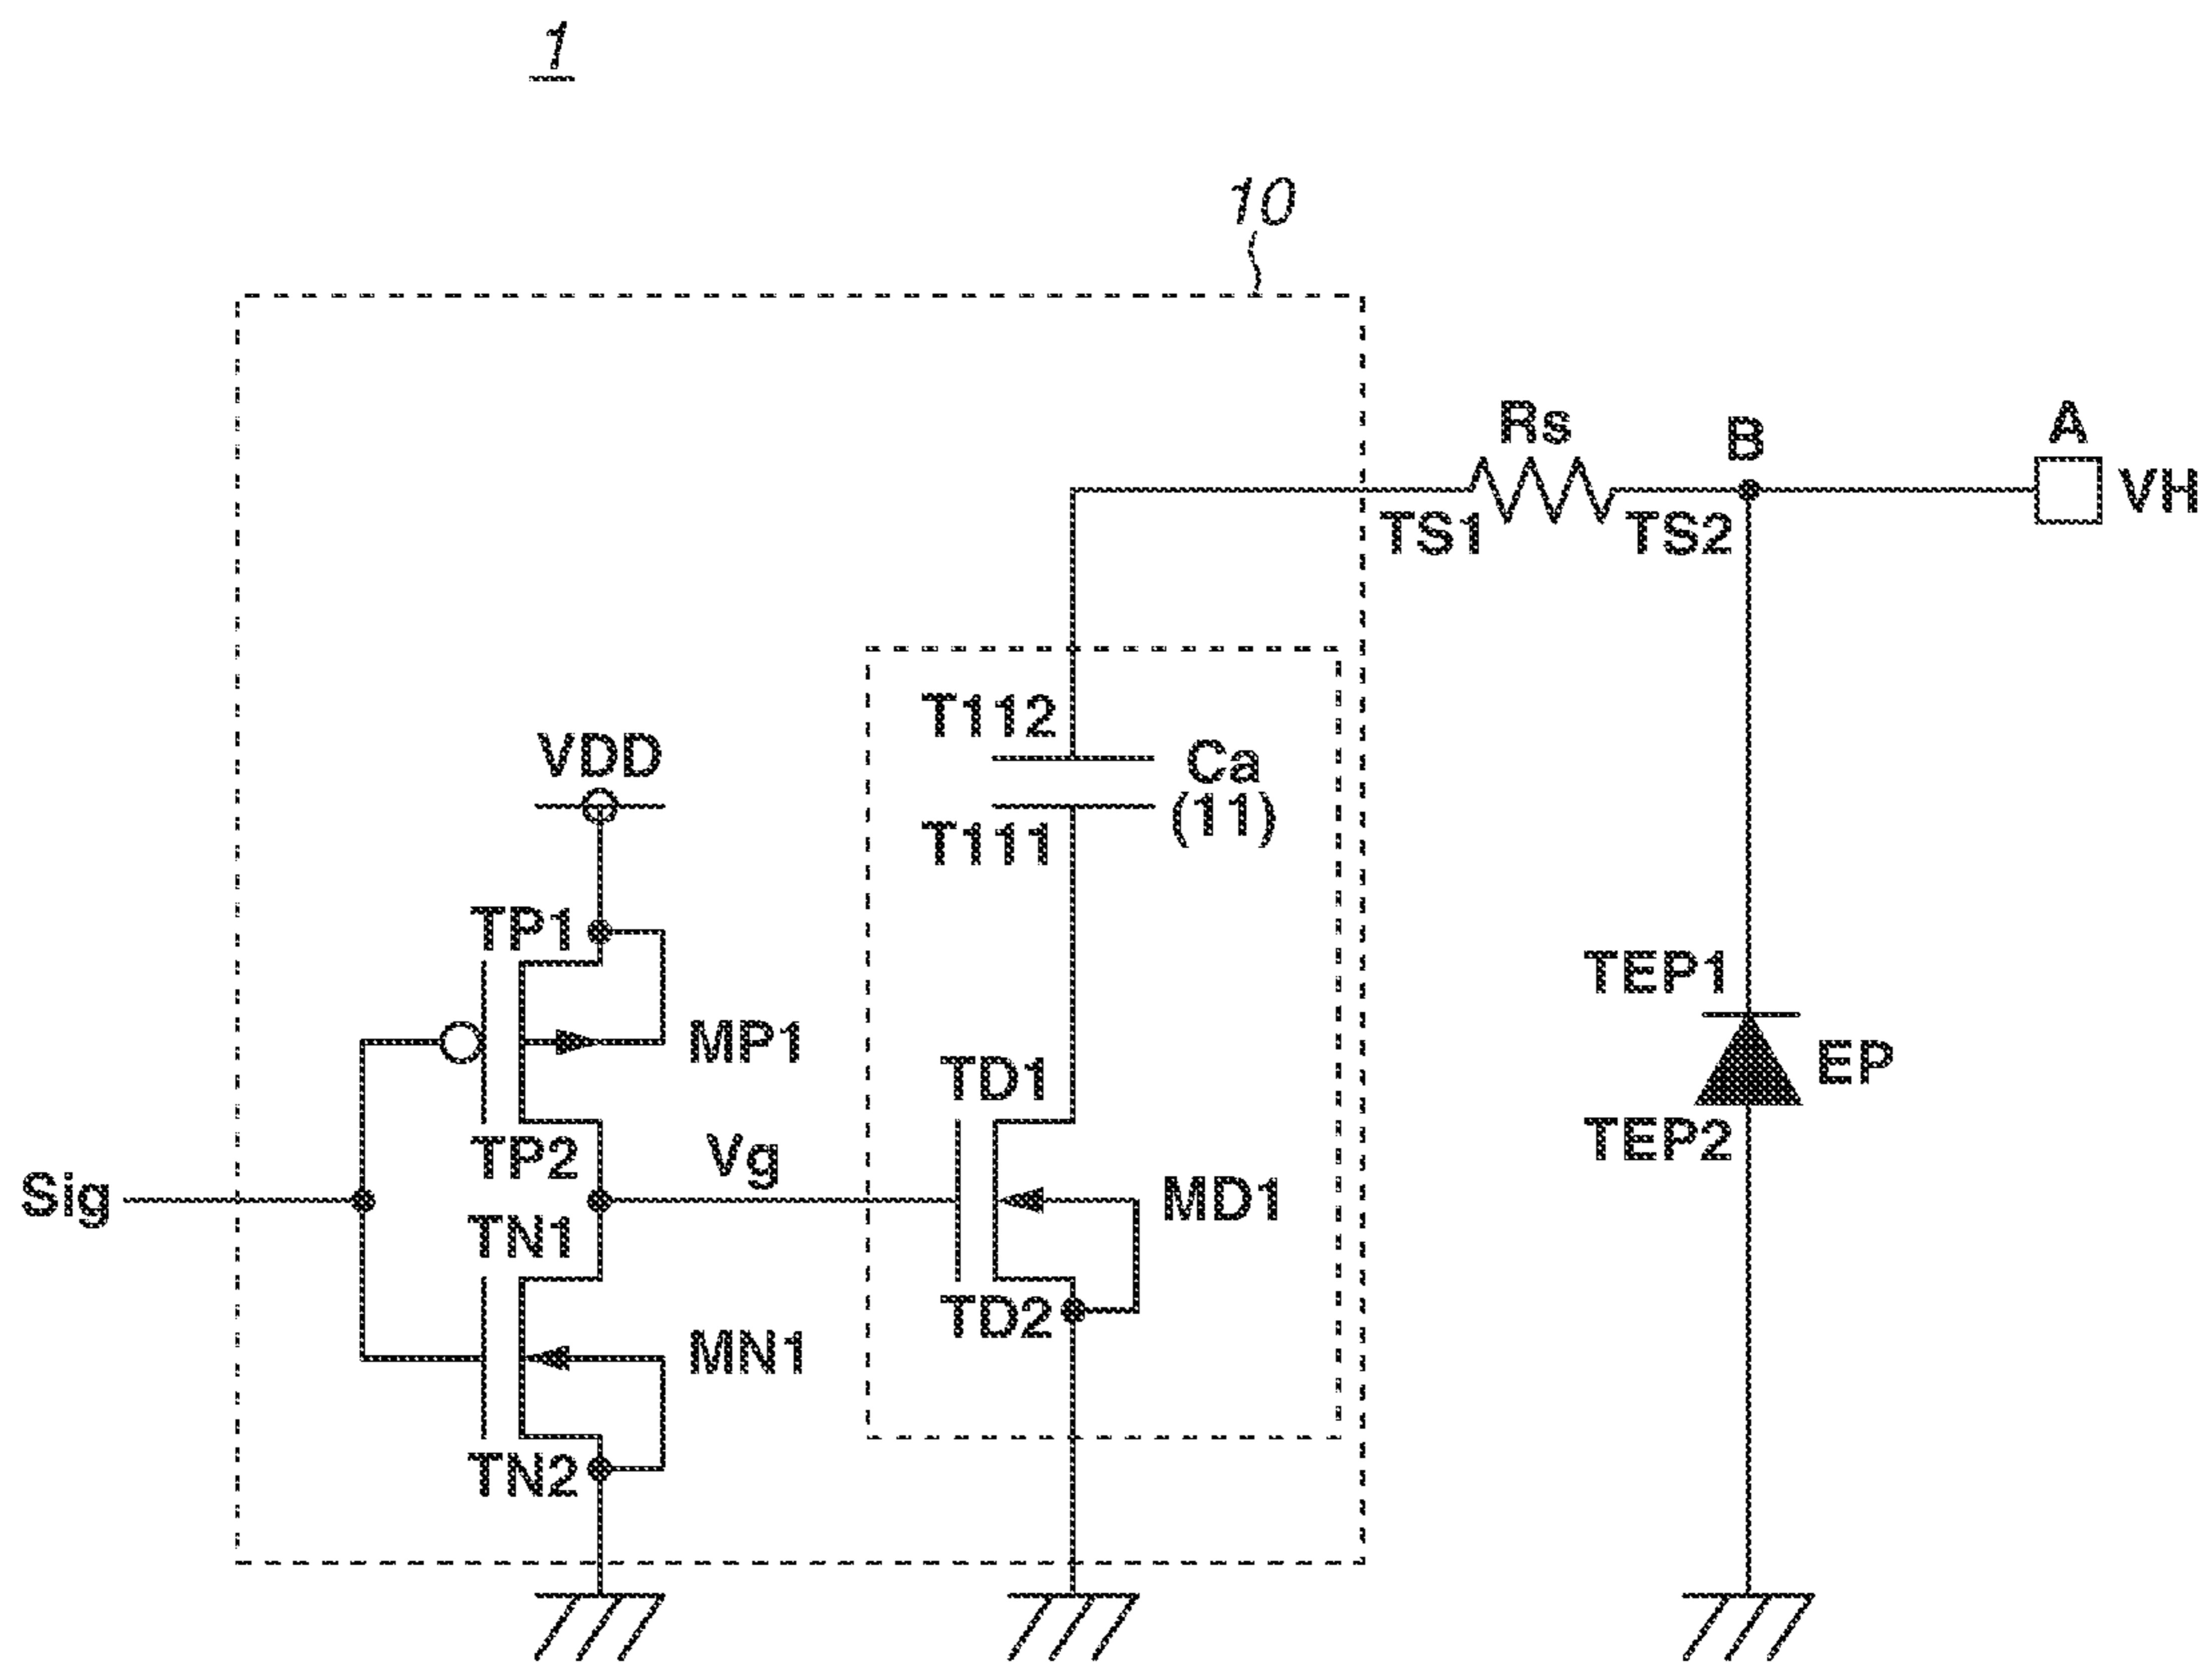 1
10
Rs
B
A
VH
TS1
TS2
T112
Ca
(11)
T111
VDD
TP1
MP1
TP2
Vg
TD1
TEP1
EP
TEP2
Sig
TN1
MD1
TD2
MN1
TN2